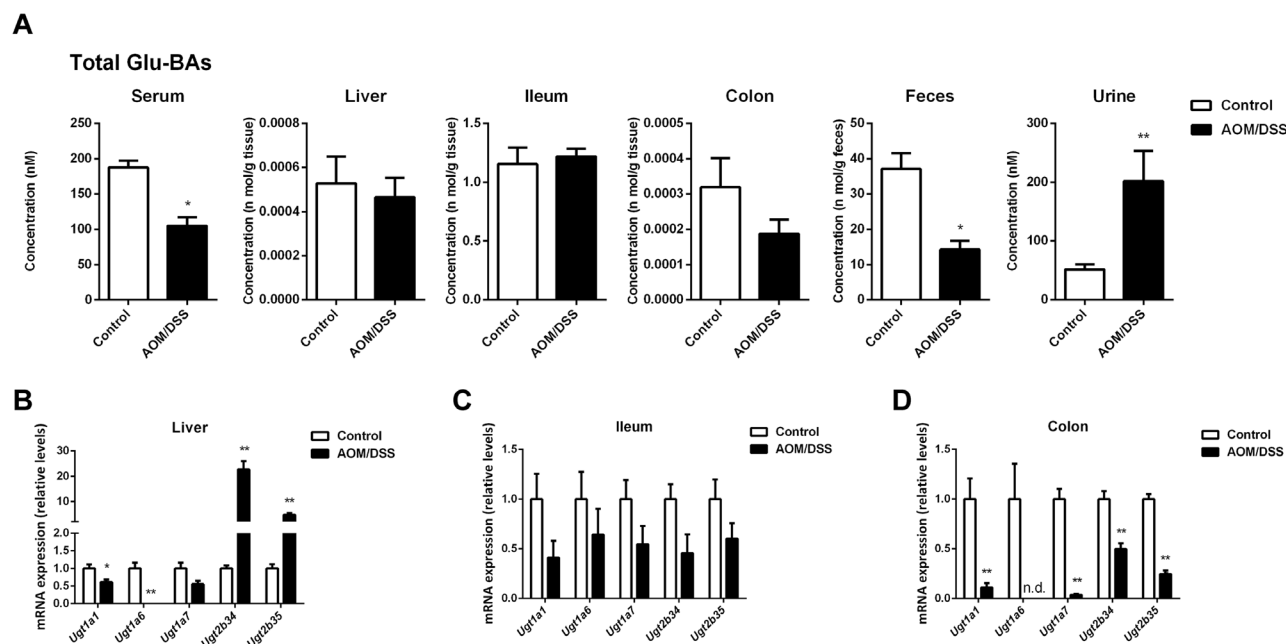 A
Total Glu-BAs
Serum
Concentration (nM)
250
200
150
100
50
0
*
Control
AOM/DSS
Liver
Concentration (n mol/g tissue)
0.0008
0.0006
0.0004
0.0002
0.0000
Control
AOM/DSS
Ileum
Concentration (n mol/g tissue)
1.5
1.0
0.5
0.0
Control
AOM/DSS
Colon
Concentration (n mol/g tissue)
0.0005
0.0004
0.0003
0.0002
0.0001
0.0000
Control
AOM/DSS
Feces
Concentration (n mol/g feces)
50
40
30
20
10
0
*
Control
AOM/DSS
Urine
Concentration (nM)
300
200
100
0
**
Control
AOM/DSS
Control
AOM/DSS
B
Liver
mRNA expression (relative levels)
30
20
10
2.0
1.5
1.0
0.5
0.0
*
**
**
**
Ugt1a1
Ugt1a6
Ugt1a7
Ugt2b34
Ugt2b35
Control
AOM/DSS
C
Ileum
mRNA expression (relative levels)
1.5
1.0
0.5
0.0
Ugt1a1
Ugt1a6
Ugt1a7
Ugt2b34
Ugt2b35
Control
AOM/DSS
D
Colon
mRNA expression (relative levels)
1.5
1.0
0.5
0.0
**
n.d.
**
**
**
Ugt1a1
Ugt1a6
Ugt1a7
Ugt2b34
Ugt2b35
Control
AOM/DSS